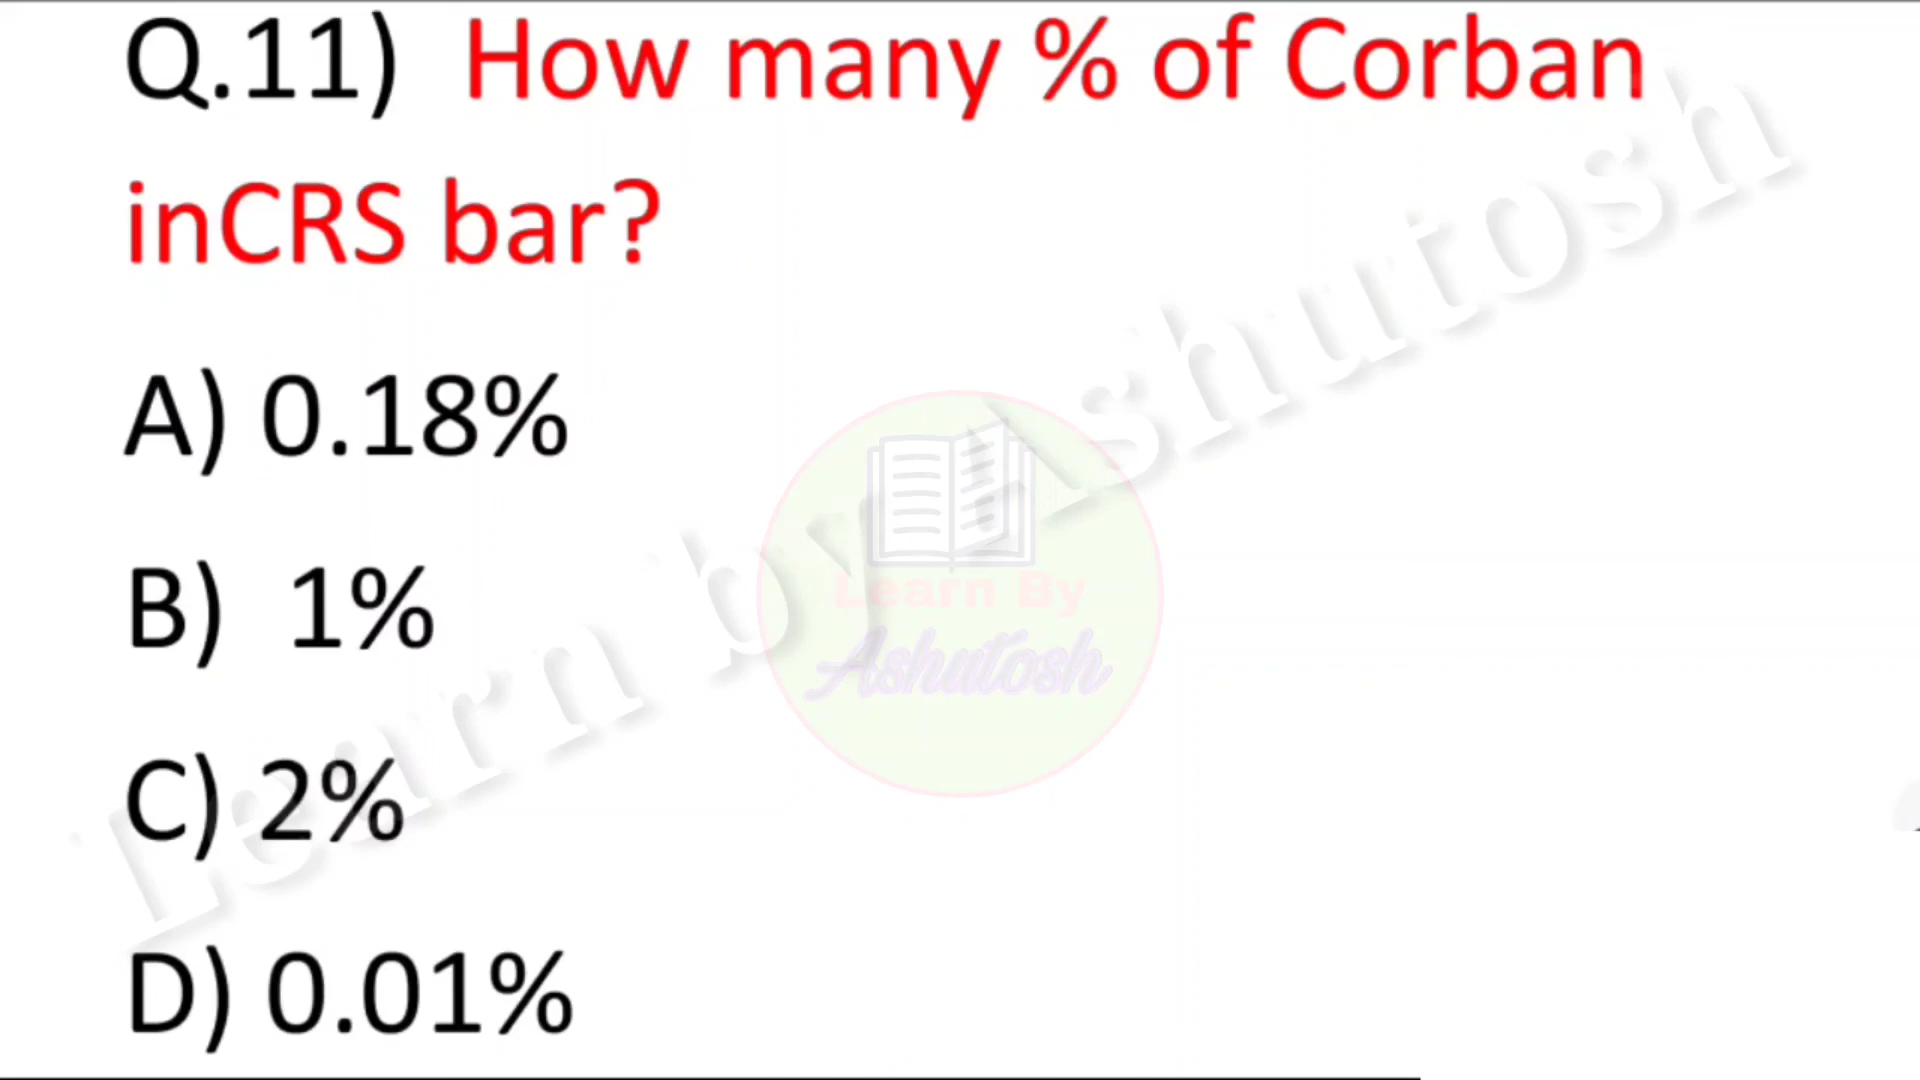 Q.11) How many % of Corban
inCRS bar?
A) 0.18%
B) 1%
C) 2%
D) 0.01%
Learn by Ashutosh
Learn By
Ashutosh